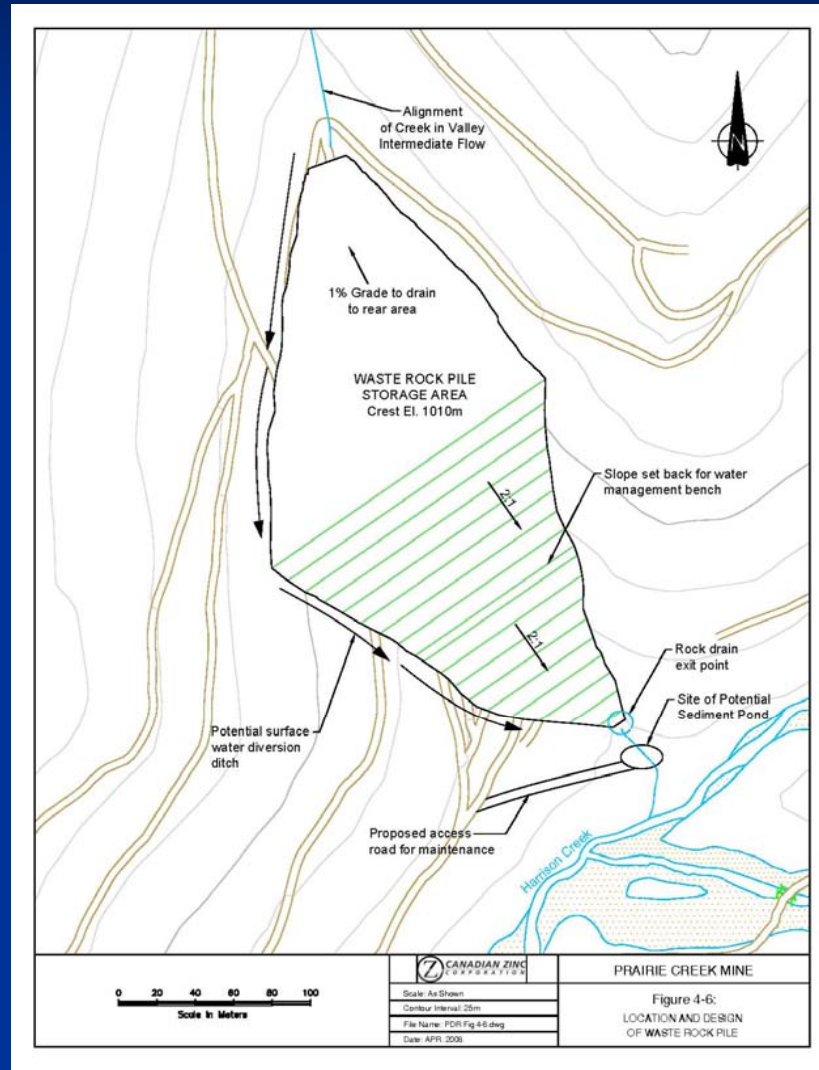 Alignment
of Creek in Valley
Intermediate Flow
N
1% Grade to drain
to rear area
WASTE ROCK PILE
STORAGE AREA
Crest El. 1010m
Slope set back for water
management bench
2:1
2:1
Rock drain
exit point
Site of Potential
Sediment Pond
Potential surface
water diversion
ditch
Proposed access
road for maintenance
Harrison Creek
0 20 40 60 80 100
Scale In Meters
Z CANADIAN ZINC
CORPORATION
Scale: As Shown
Contour Interval: 25m
File Name: PDR Fig 4-6.dwg
Date: APR. 2008
PRAIRIE CREEK MINE
Figure 4-6:
LOCATION AND DESIGN
OF WASTE ROCK PILE